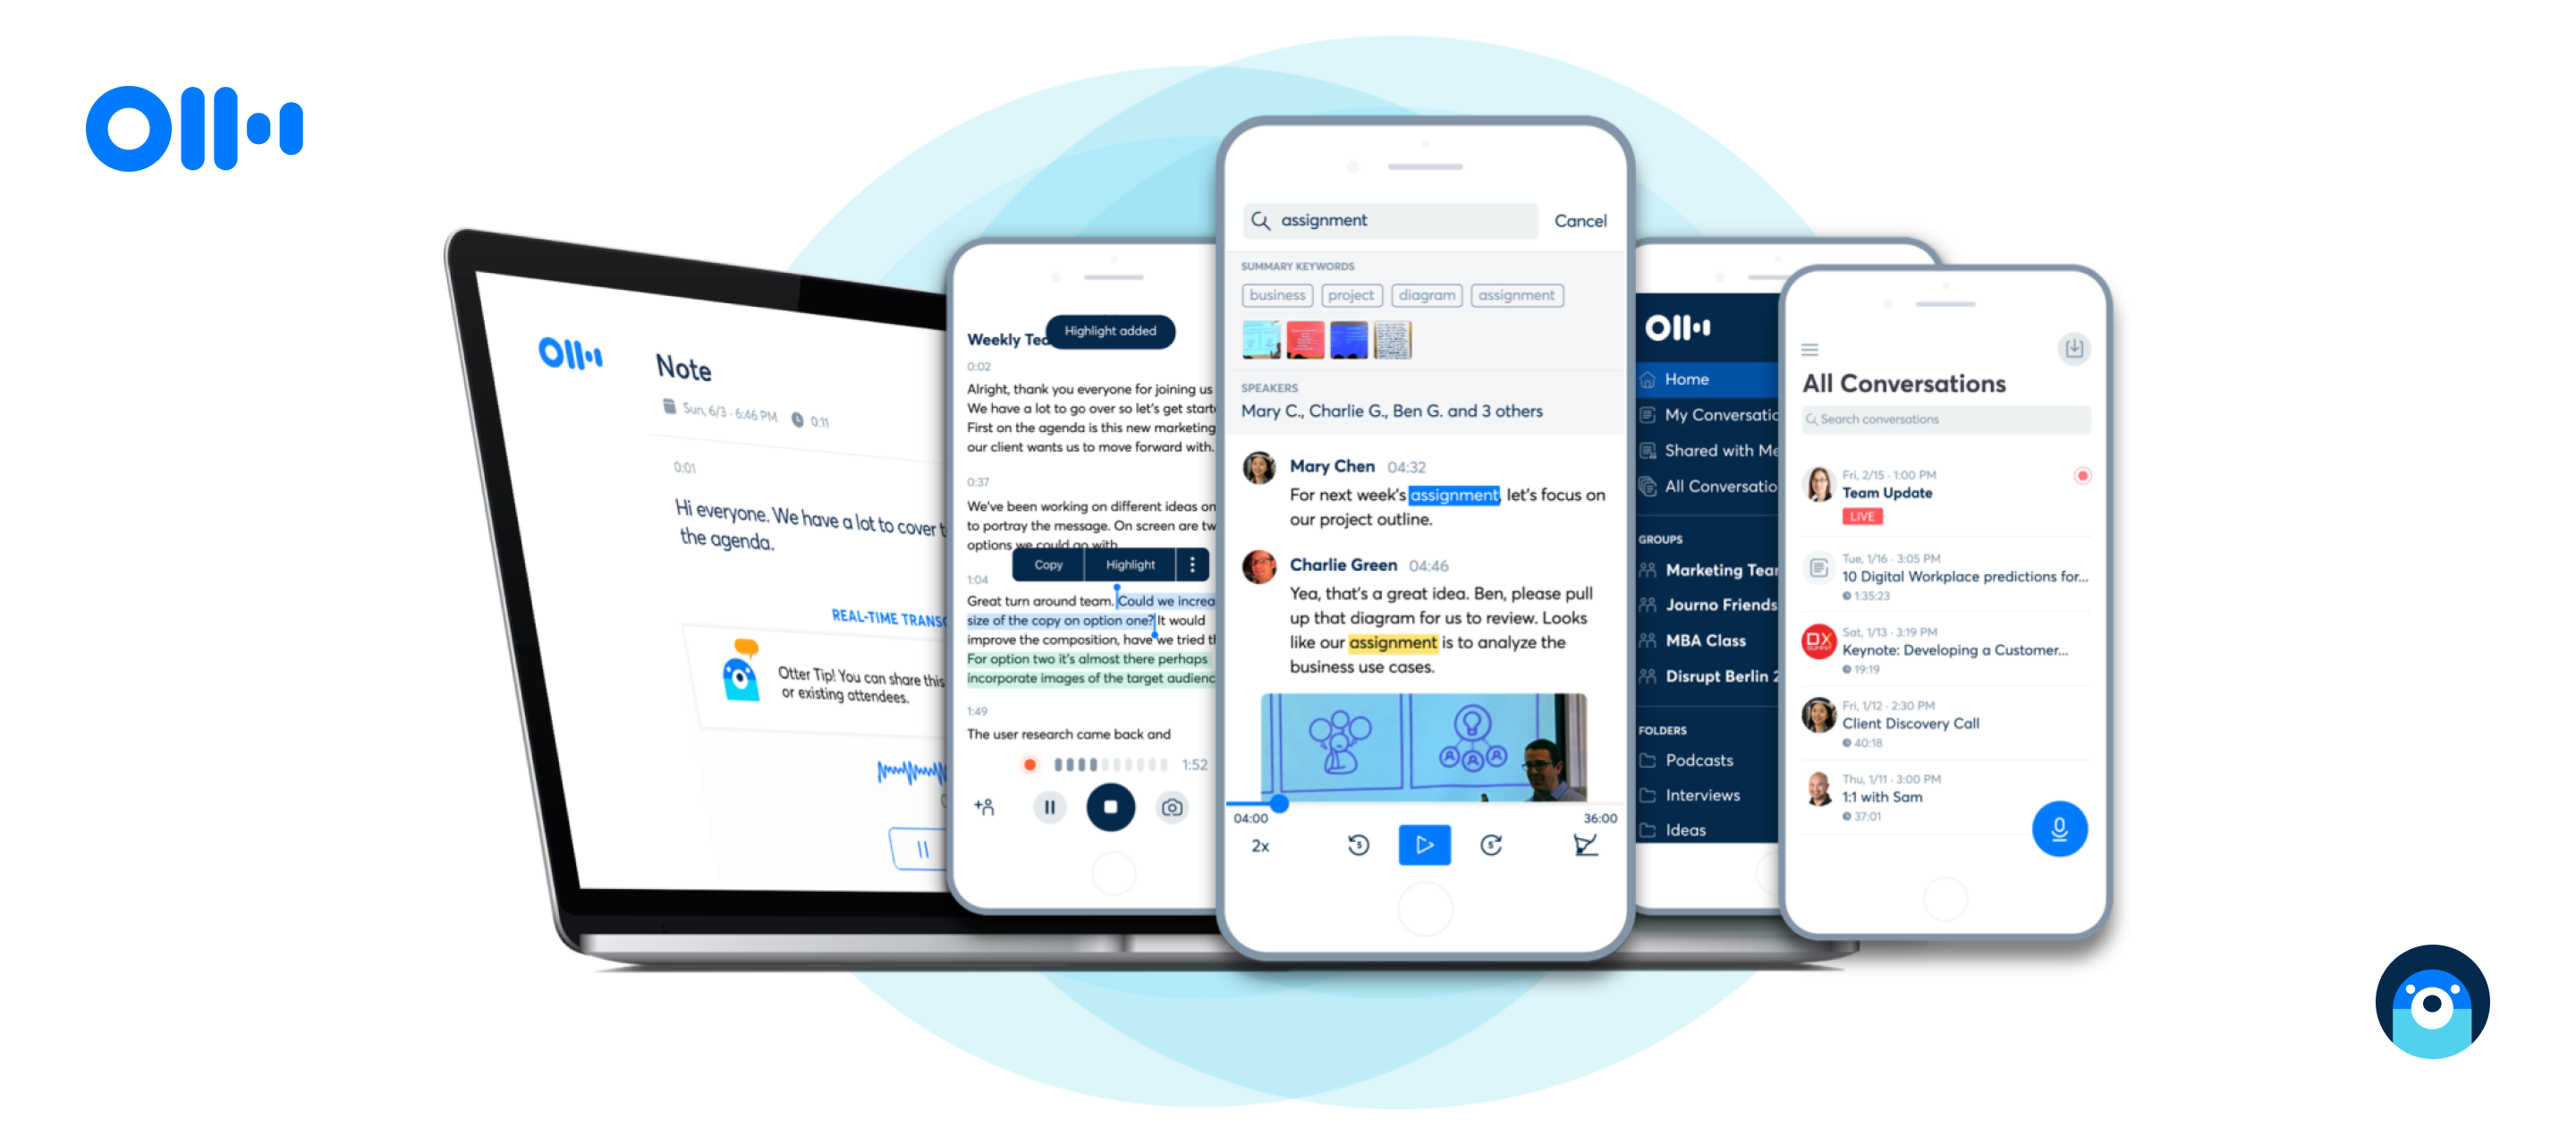 Note
Sun, 6/3 · 6:46 PM
0:11
0:01
Hi everyone. We have a lot to cover
the agenda.
REAL-TIME
Otter Tip! You can share this
or existing attendees.
Weekly
Highlight added
0:02
Alright, thank you everyone for joining us
We have a lot to go over so let's get
First on the agenda is this new marketing
our client wants us to move forward with.
0:37
We've been working on different ideas on
to portray the message. On screen are
options we could go with
Copy
Highlight
1:04
Great turn around team. Could we
size of the copy on option one? It would
improve the composition, have we tried
For option two it's almost there perhaps
incorporate images of the target
1:49
The user research came back and
1:52
assignment
Cancel
SUMMARY KEYWORDS
business project diagram assignment
SPEAKERS
Mary C., Charlie G., Ben G. and 3 others
Mary Chen 04:32
For next week's assignment, let's focus on
our project outline.
Charlie Green 04:46
Yea, that's a great idea. Ben, please pull
up that diagram for us to review. Looks
like our assignment is to analyze the
business use cases.
04:00
36:00
2x
5
5
Home
My
Shared with Me
All
GROUPS
Marketing
Journo Friends
MBA Class
Disrupt Berlin
FOLDERS
Podcasts
Interviews
Ideas
All Conversations
Search conversations
Fri, 2/15 · 1:00 PM
Team Update
LIVE
Tue, 1/16 · 3:05 PM
10 Digital Workplace predictions for...
1:35:23
DX
SUMMIT
Sat, 1/13 · 3:19 PM
Keynote: Developing a Customer...
19:19
Fri, 1/12 · 2:30 PM
Client Discovery Call
40:18
Thu, 1/11 · 3:00 PM
1:1 with Sam
37:01